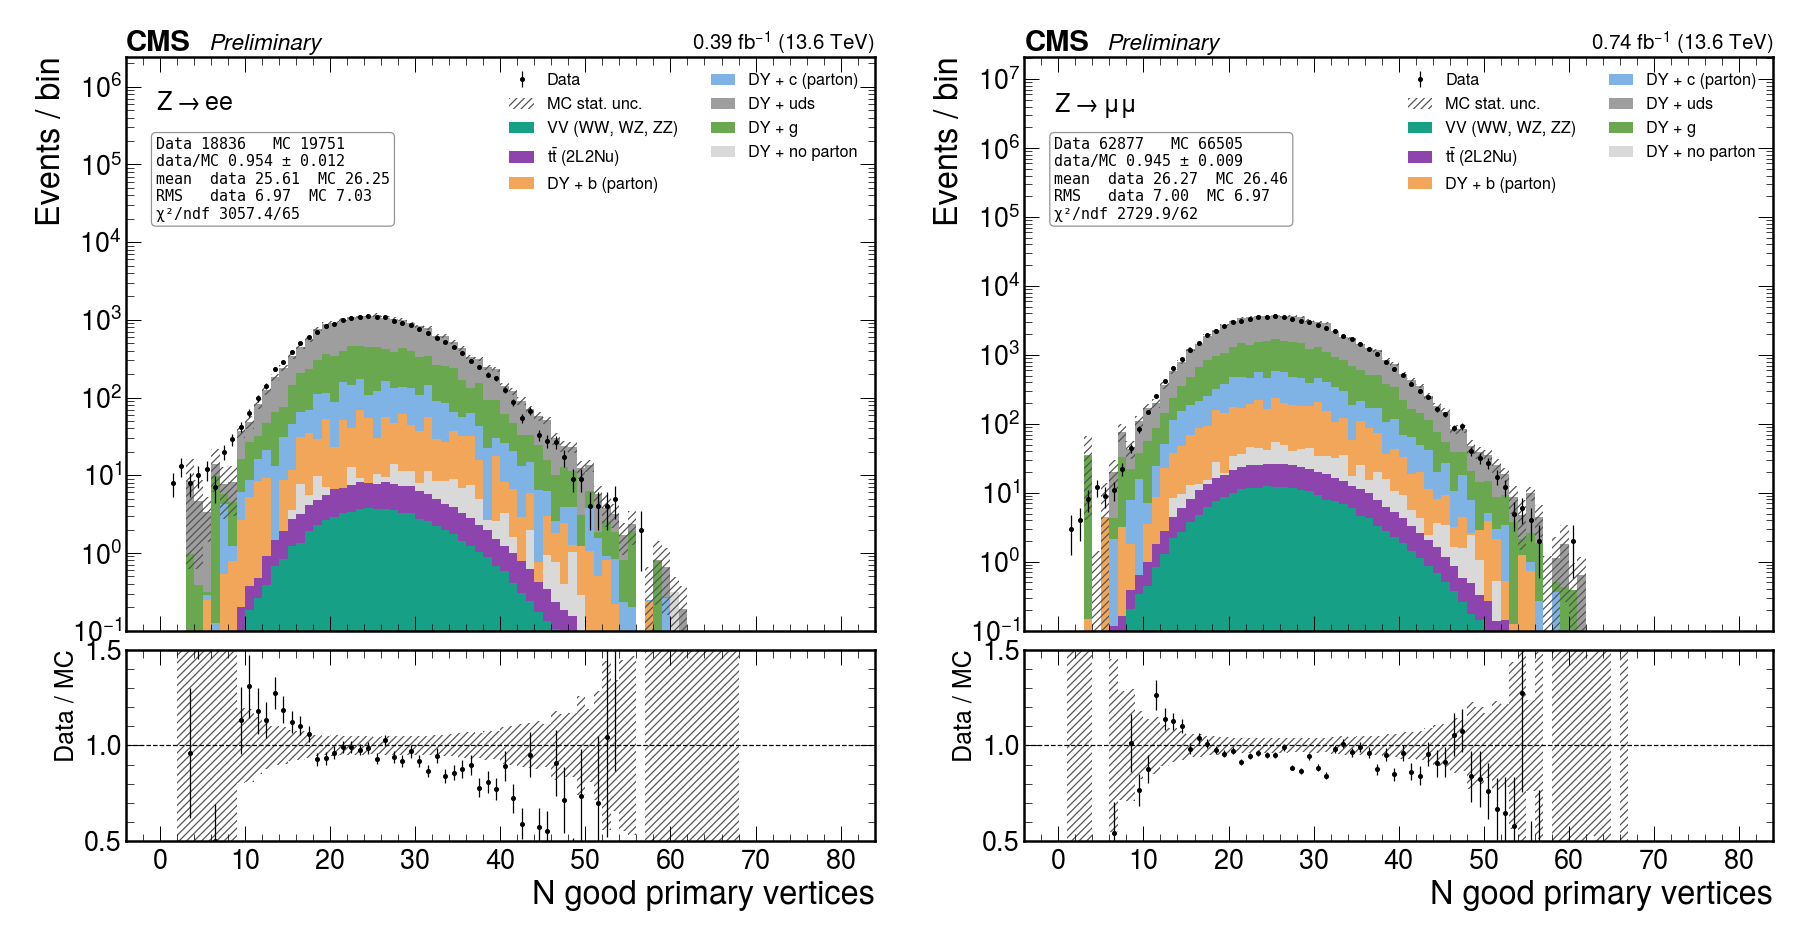 CMS Preliminary 0.39 fb⁻¹ (13.6 TeV)
Events / bin
10⁶
10⁵
10⁴
10³
10²
10¹
10⁰
10⁻¹
Z → ee
Data 18836   MC 19751
data/MC 0.954 ± 0.012
mean  data 25.61  MC 26.25
RMS   data 6.97  MC 7.03
χ²/ndf 3057.4/65
Data
MC stat. unc.
VV (WW, WZ, ZZ)
tt̄ (2L2Nu)
DY + b (parton)
DY + c (parton)
DY + uds
DY + g
DY + no parton
Data / MC
1.5
1.0
0.5
0 10 20 30 40 50 60 70 80
N good primary vertices
CMS Preliminary 0.74 fb⁻¹ (13.6 TeV)
Events / bin
10⁷
10⁶
10⁵
10⁴
10³
10²
10¹
10⁰
10⁻¹
Z → μμ
Data 62877   MC 66505
data/MC 0.945 ± 0.009
mean  data 26.27  MC 26.46
RMS   data 7.00  MC 6.97
χ²/ndf 2729.9/62
Data
MC stat. unc.
VV (WW, WZ, ZZ)
tt̄ (2L2Nu)
DY + b (parton)
DY + c (parton)
DY + uds
DY + g
DY + no parton
Data / MC
1.5
1.0
0.5
0 10 20 30 40 50 60 70 80
N good primary vertices